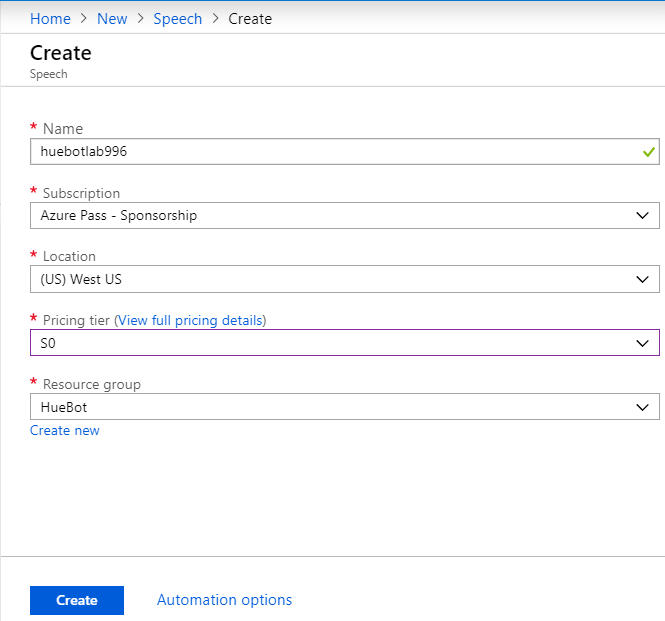 Home > New > Speech > Create
Create
Speech
* Name
huebotlab996
* Subscription
Azure Pass - Sponsorship
* Location
(US) West US
* Pricing tier (View full pricing details)
S0
* Resource group
HueBot
Create new
Create Automation options